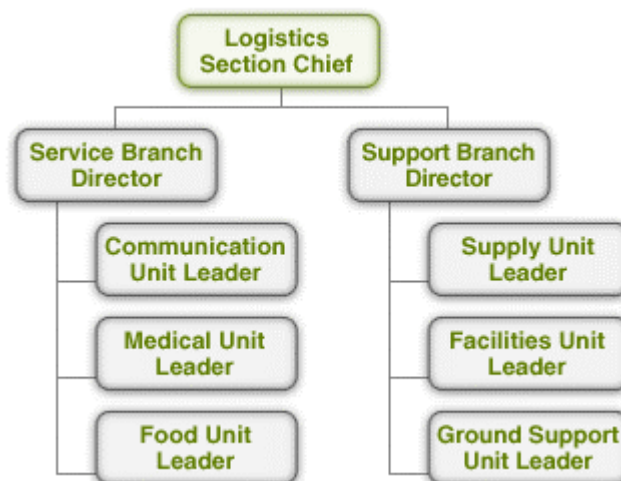 Logistics
Section Chief
Service Branch
Director
Support Branch
Director
Communication
Unit Leader
Supply Unit
Leader
Medical Unit
Leader
Facilities Unit
Leader
Food Unit
Leader
Ground Support
Unit Leader